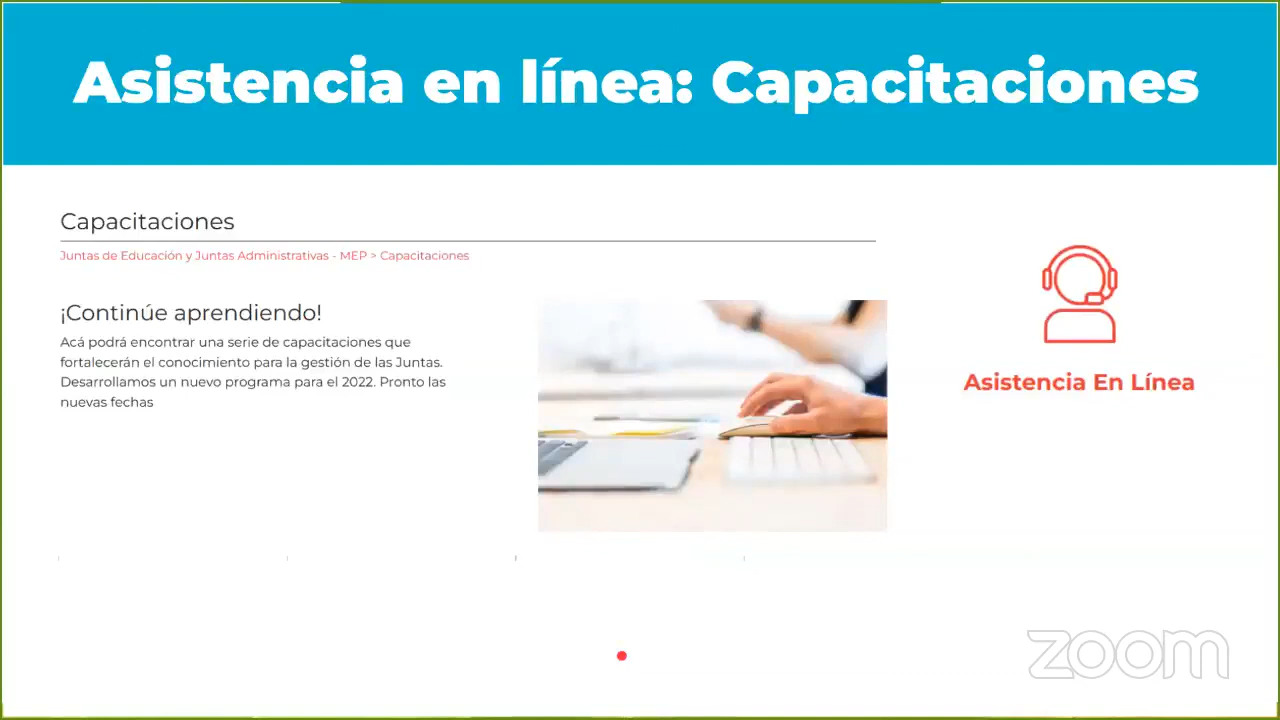 Asistencia en línea: Capacitaciones
Capacitaciones
Juntas de Educación y Juntas Administrativas - MEP > Capacitaciones
¡Continúe aprendiendo!
Acá podrá encontrar una serie de capacitaciones que
fortalecerán el conocimiento para la gestión de las Juntas.
Desarrollamos un nuevo programa para el 2022. Pronto las
nuevas fechas
Asistencia En Línea
zoom